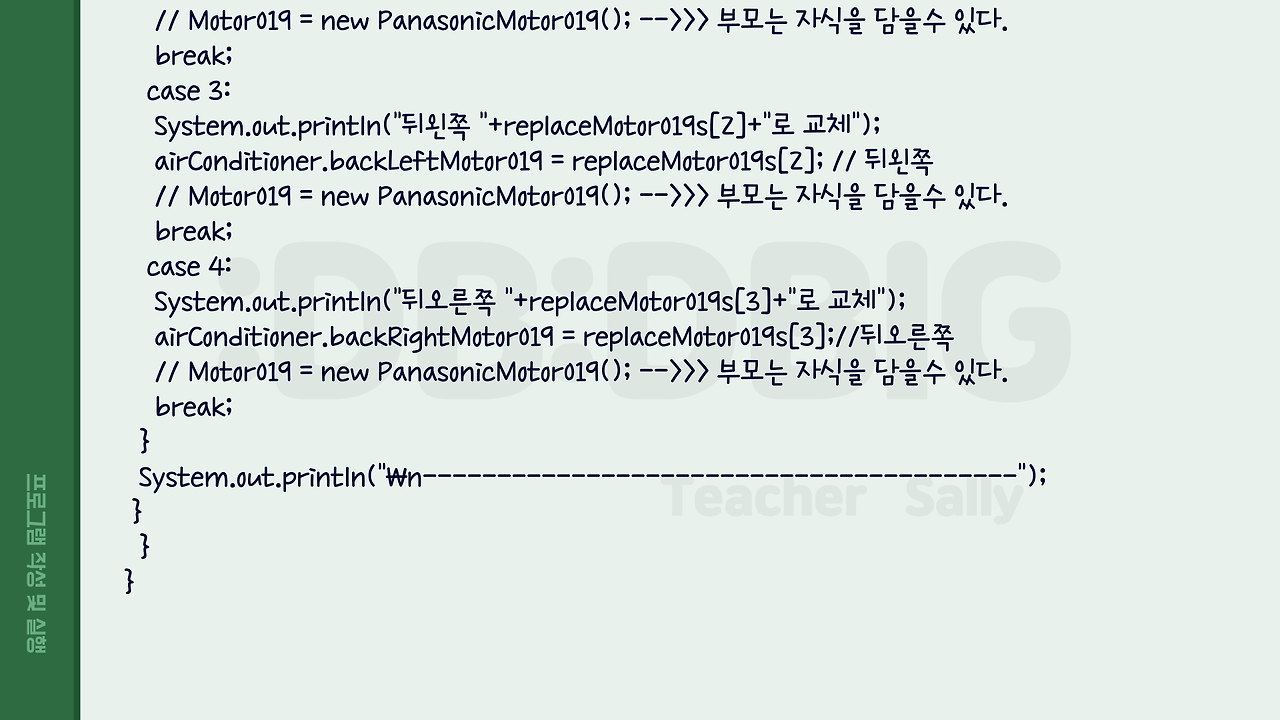 // Motor019 = new PanasonicMotor019(); -->>> 부모는 자식을 담을수 있다.
break;
case 3:
System.out.println("뒤왼쪽 "+replaceMotor019s[2]+"로 교체");
airConditioner.backLeftMotor019 = replaceMotor019s[2]; // 뒤왼쪽
// Motor019 = new PanasonicMotor019(); -->>> 부모는 자식을 담을수 있다.
break;
case 4:
System.out.println("뒤오른쪽 "+replaceMotor019s[3]+"로 교체");
airConditioner.backRightMotor019 = replaceMotor019s[3];//뒤오른쪽
// Motor019 = new PanasonicMotor019(); -->>> 부모는 자식을 담을수 있다.
break;
}
System.out.println("₩n----------------------------------------");
}
}
}
:DB:DBIG
Teacher Sally
프로그램 작성 및 실행